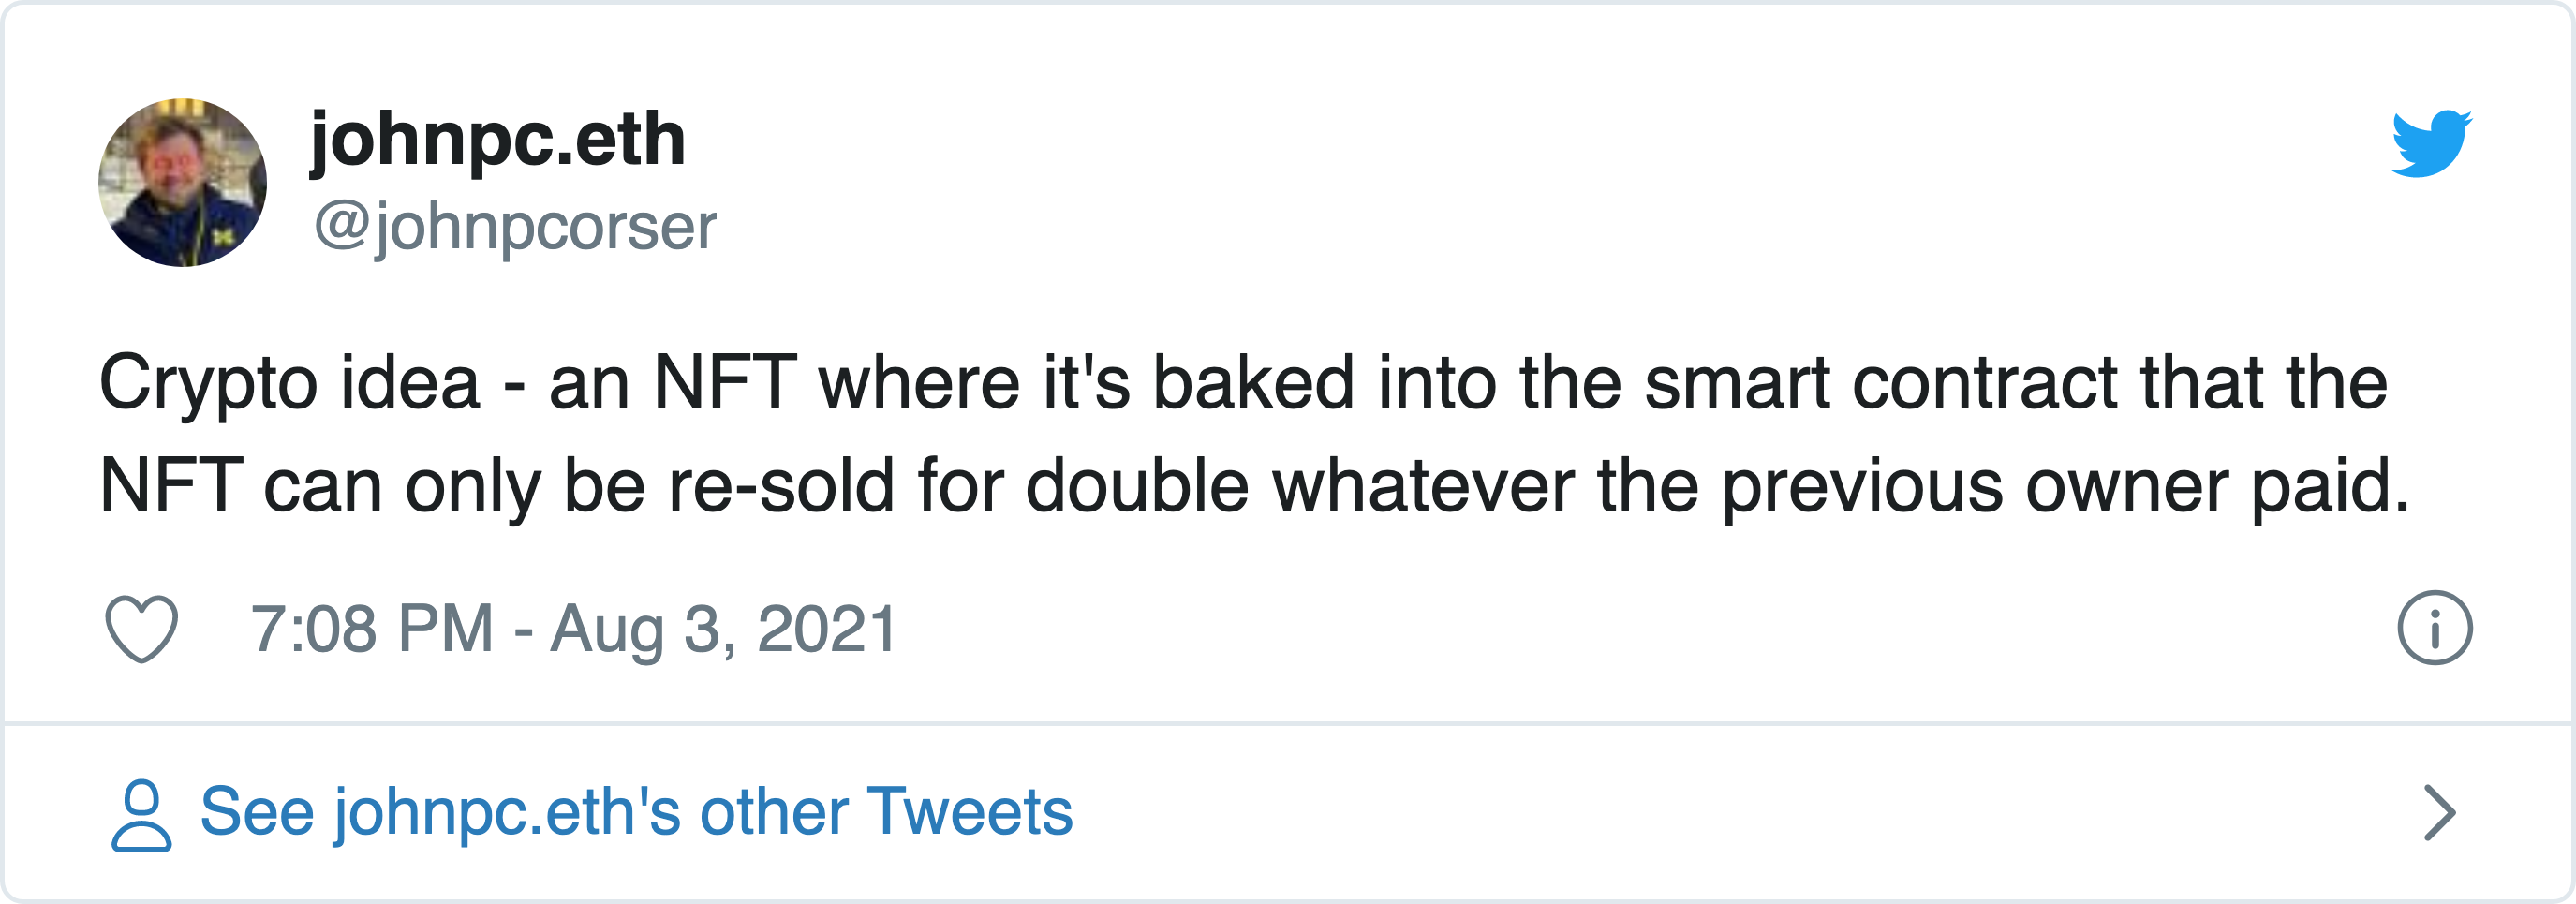 johnpc.eth
@johnpcorser
Crypto idea - an NFT where it's baked into the smart contract that the
NFT can only be re-sold for double whatever the previous owner paid.
7:08 PM - Aug 3, 2021
See johnpc.eth's other Tweets